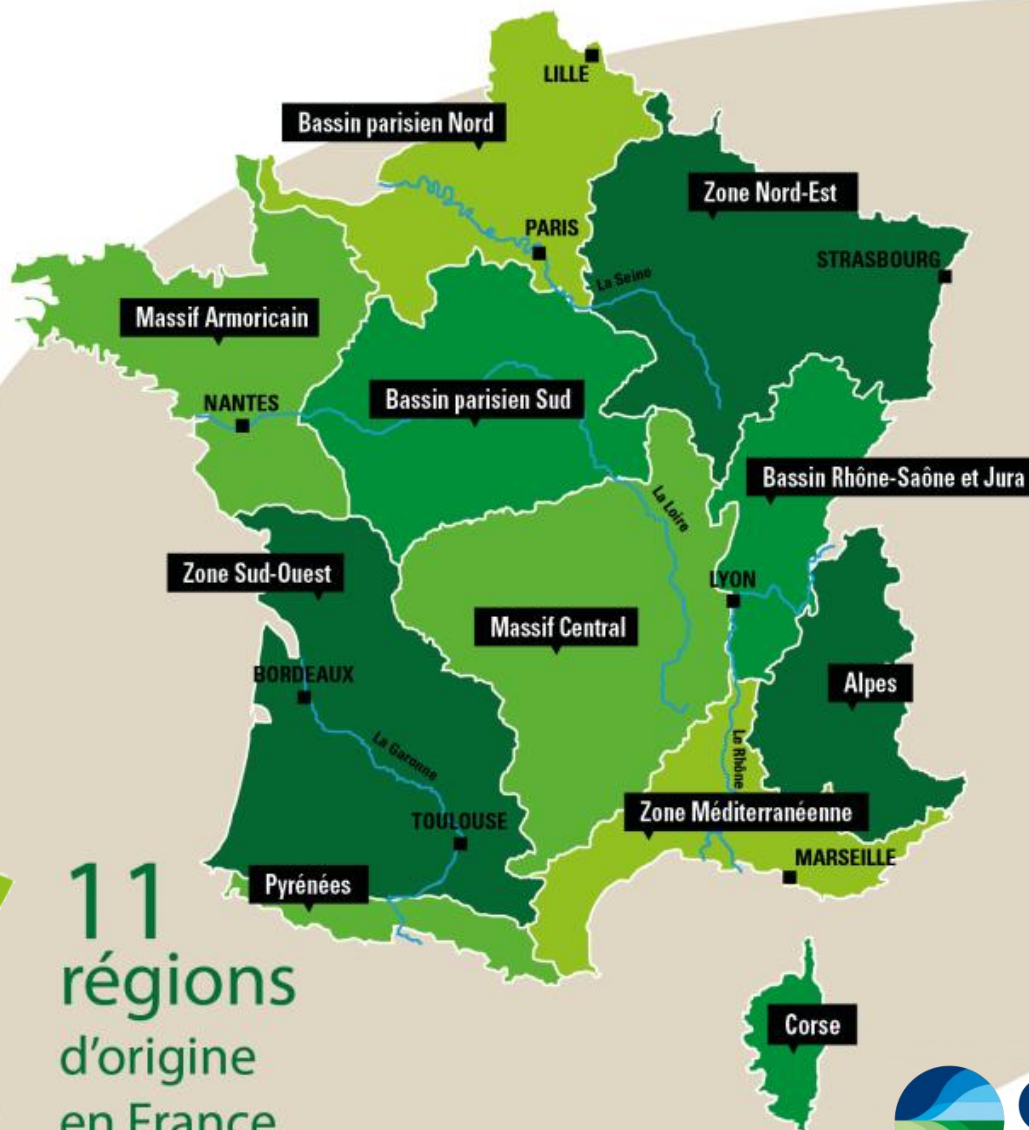 LILLE
Bassin parisien Nord
Zone Nord-Est
PARIS
STRASBOURG
La Seine
Massif Armoricain
Bassin parisien Sud
NANTES
Bassin Rhône-Saône et Jura
La Loire
Zone Sud-Ouest
LYON
Massif Central
BORDEAUX
Alpes
La Garonne
Le Rhône
Zone Méditerranéenne
TOULOUSE
MARSEILLE
Pyrénées
11
régions
d'origine
en France
Corse